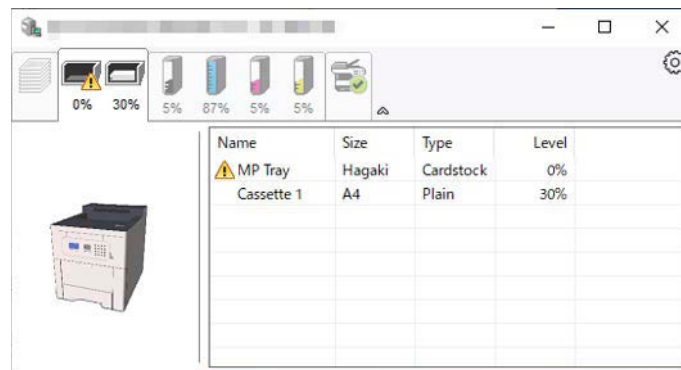 0% 30% 5% 87% 5% 5%
Name Size Type Level
MP Tray Hagaki Cardstock 0%
Cassette 1 A4 Plain 30%